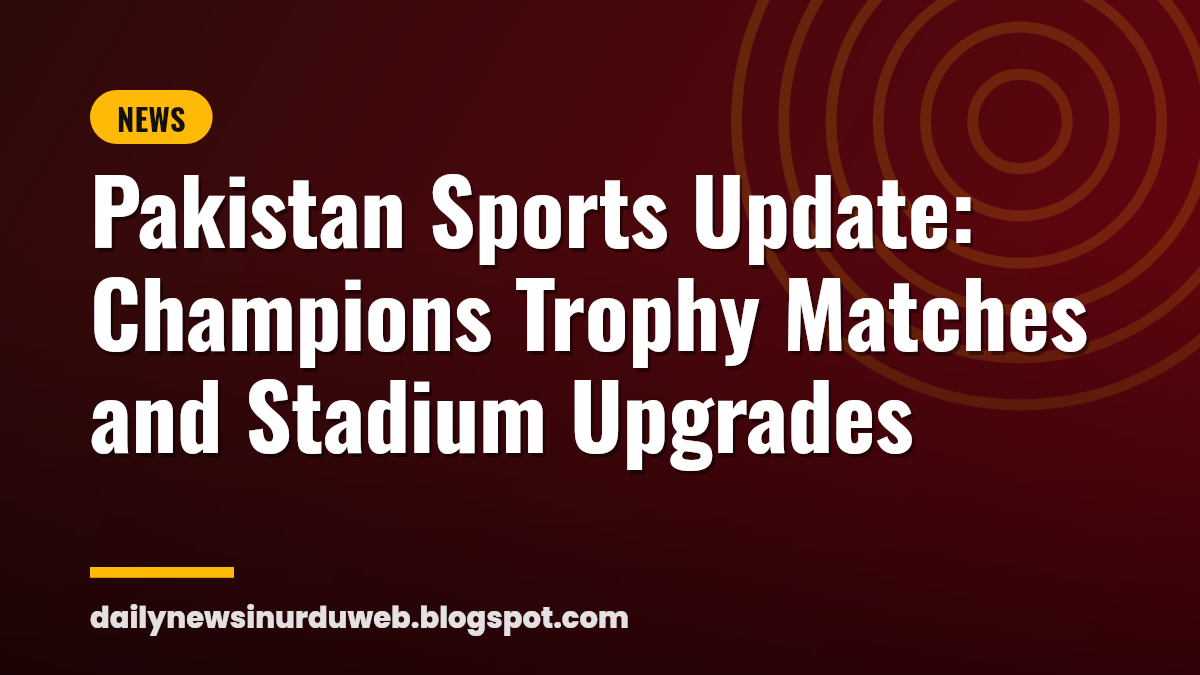 NEWS
Pakistan Sports Update:
Champions Trophy Matches
and Stadium Upgrades
dailynewsinurduweb.blogspot.com